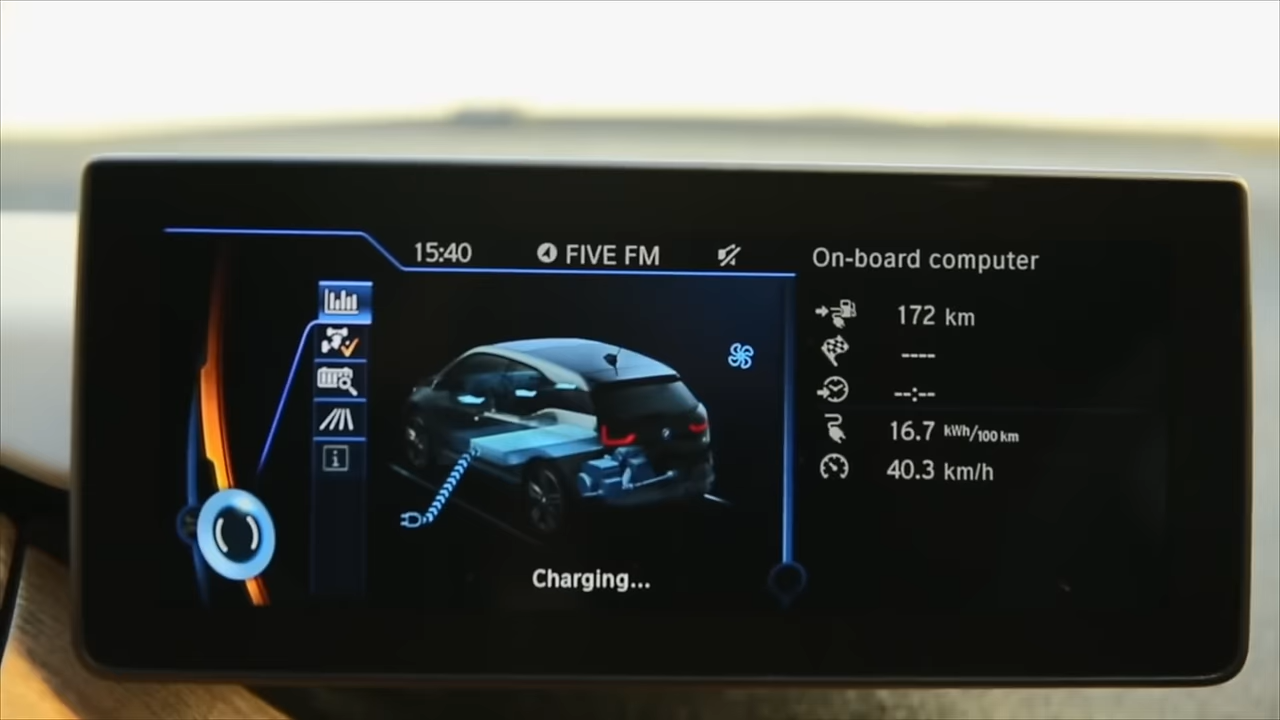 15:40 FIVE FM
On-board computer
172 km
----
--:--
16.7 kWh/100 km
40.3 km/h
Charging...